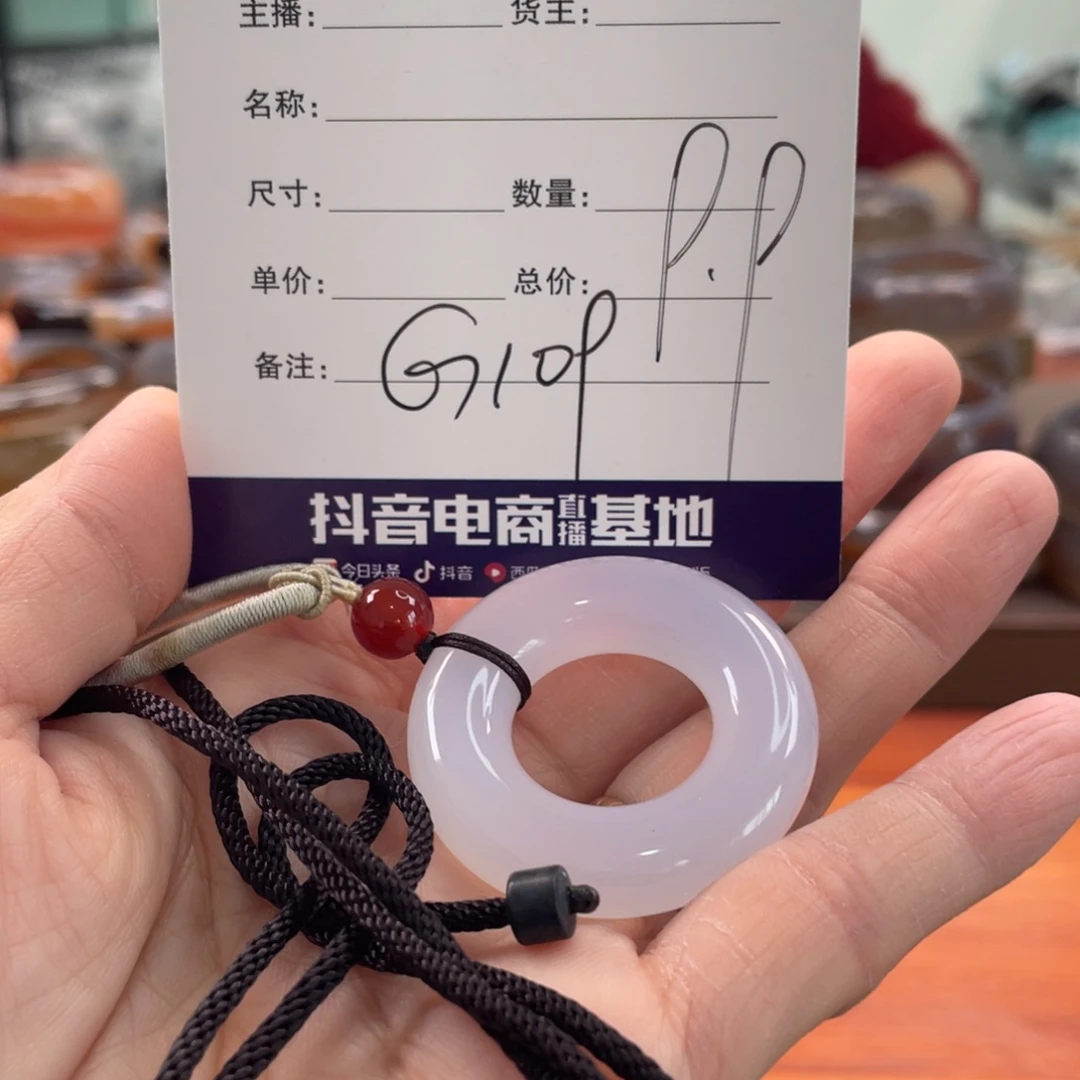 主播: 货主:
名称:
尺寸: 数量:
单价: 总价:
备注: G109
抖音电商直播基地
今日头条 抖音